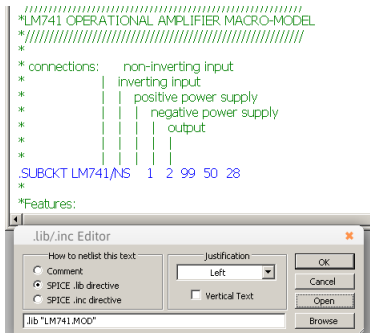 ////////////////////////////////////////////////////////////
*LM741 OPERATIONAL AMPLIFIER MACRO-MODEL
*////////////////////////////////////////////////////////////
*
* connections:      non-inverting input
*                   |   inverting input
*                   |   |   positive power supply
*                   |   |   |   negative power supply
*                   |   |   |   |   output
*                   |   |   |   |   |
*                   |   |   |   |   |
.SUBCKT LM741/NS    1   2  99  50  28
*
*Features:
.lib/.inc Editor
How to netlist this text
Comment
SPICE .lib directive
SPICE .inc directive
Justification
Left
Vertical Text
OK
Cancel
Open
Browse
.lib "LM741.MOD"